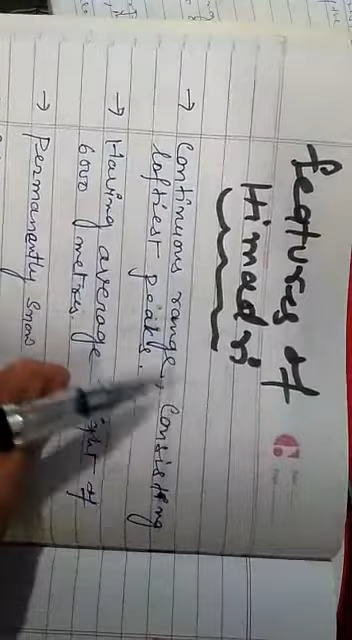 features of
Himadri
→ Continuous range, Consisting
loftiest peaks.
→ Having average of
6000 metres.
→ Permanently snow